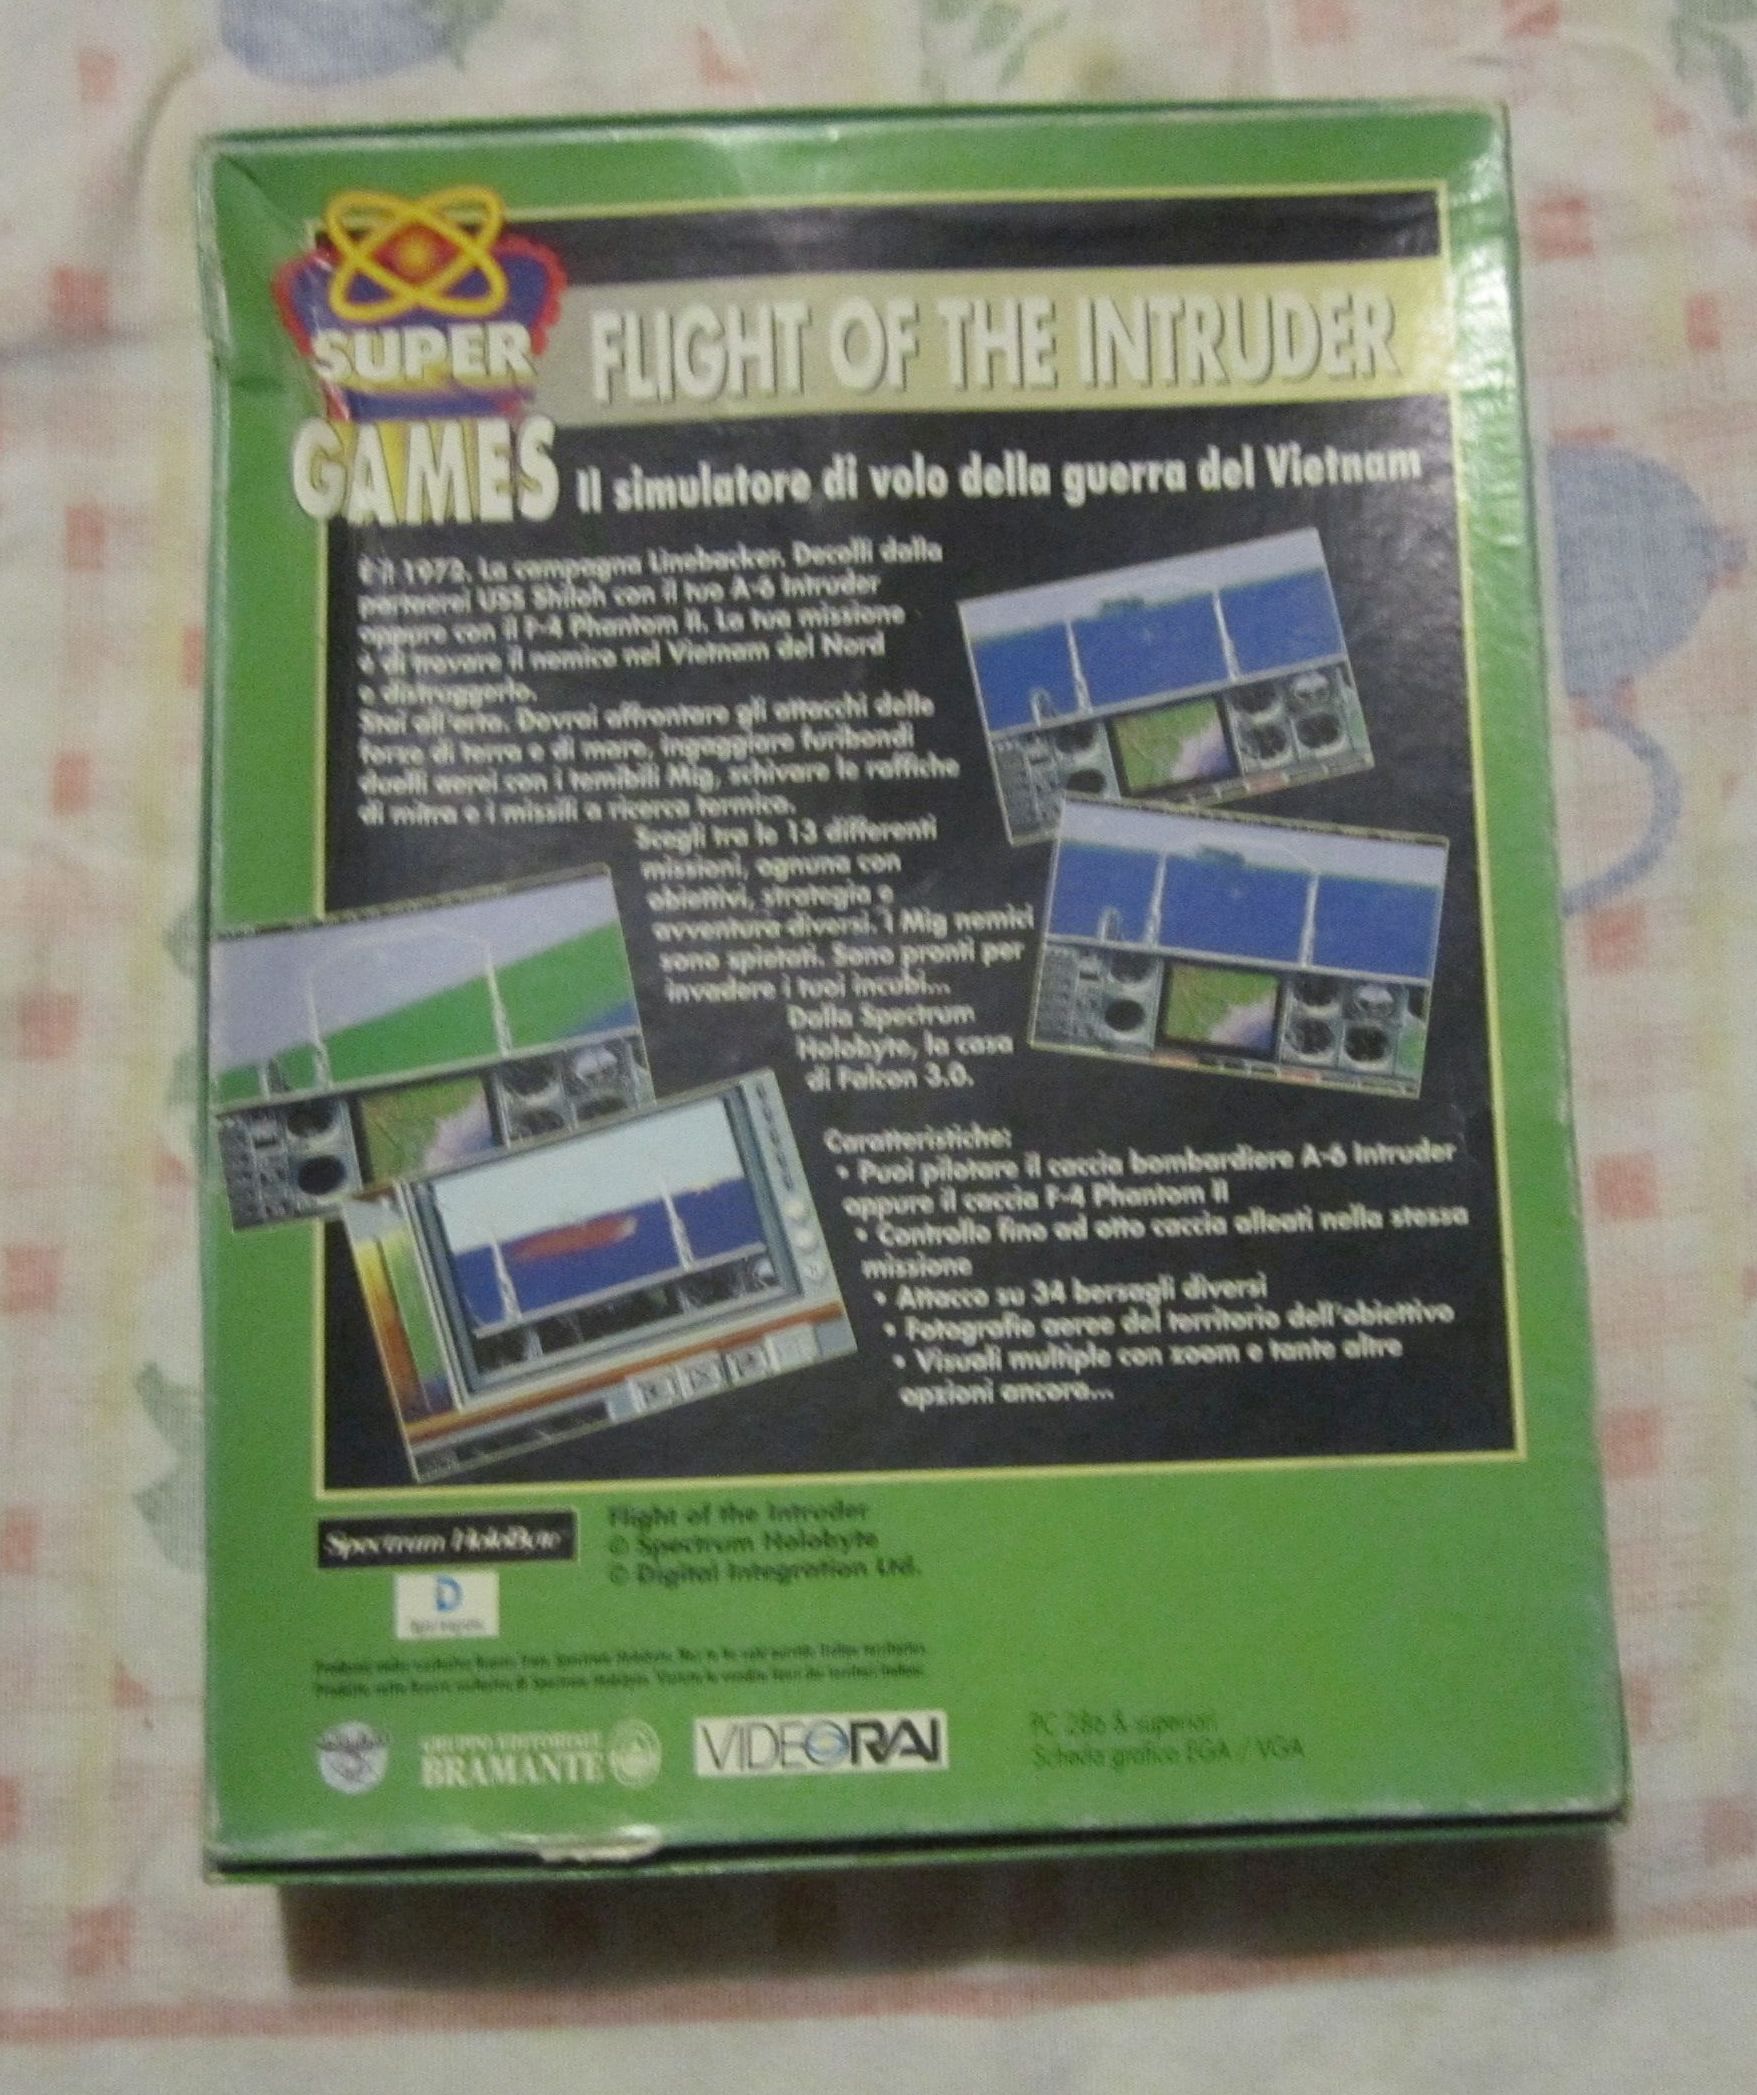 SUPER
GAMES
FLIGHT OF THE INTRUDER
Il simulatore di volo della guerra del Vietnam
È il 1972. La campagna Linebacker. Decolli dalla
portaerei USS Shiloh con il tuo A-6 Intruder
oppure con il F-4 Phantom II. La tua missione
è di trovare il nemico nel Vietnam del Nord
e distruggerlo.
Stai all'erta. Dovrai affrontare gli attacchi delle
forze di terra e di mare, ingaggiare furibondi
duelli aerei con i temibili Mig, schivare le raffiche
di mitra e i missili a ricerca termica.
Scegli tra le 13 differenti
missioni, ognuna con
obiettivi, strategia e
avventura diversi. I Mig nemici
sono spietati. Sono pronti per
invadere i tuoi incubi...
Dalla Spectrum
Holobyte, la casa
di Falcon 3.0.
Caratteristiche:
• Puoi pilotare il caccia bombardiere A-6 Intruder
oppure il caccia F-4 Phantom II
• Controllo fino ad otto caccia alleati nella stessa
missione
• Attacco su 34 bersagli diversi
• Fotografie aeree del territorio dell'obiettivo
• Visuali multiple con zoom e tante altre
opzioni ancora...
Spectrum HoloByte
Flight of the Intruder
© Spectrum Holobyte
© Digital Integration Ltd.
D
GRUPPO EDITORIALE
BRAMANTE
VIDEORAI
PC 286 & superiori
Scheda grafica EGA / VGA